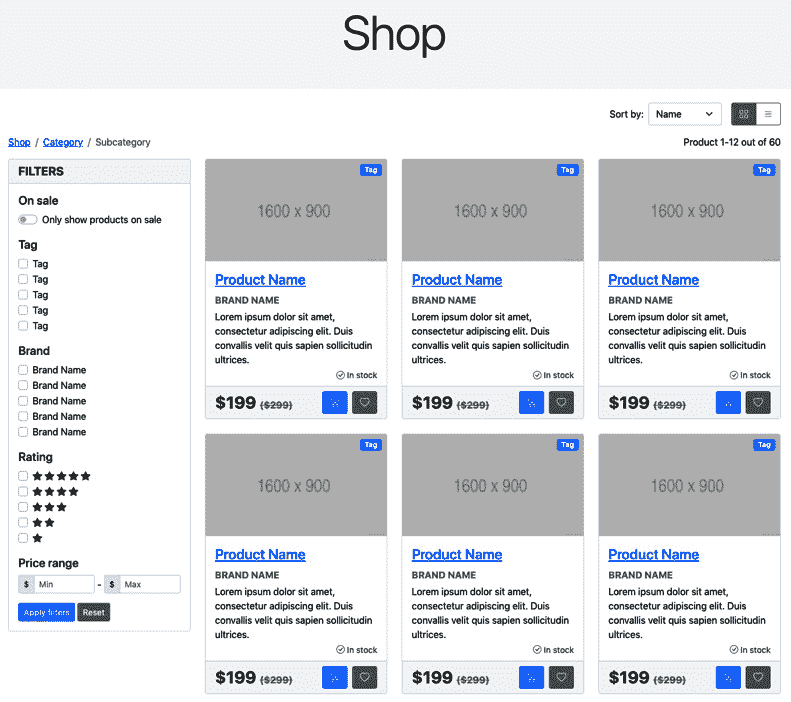 Shop
Sort by: Name
Shop / Category / Subcategory
Product 1-12 out of 60
FILTERS
On sale
Only show products on sale
Tag
Tag
Tag
Tag
Tag
Tag
Brand
Brand Name
Brand Name
Brand Name
Brand Name
Brand Name
Rating
Price range
$ Min - $ Max
Apply filters Reset
Tag
1600 x 900
Product Name
BRAND NAME
Lorem ipsum dolor sit amet,
consectetur adipiscing elit. Duis
convallis velit quis sapien sollicitudin
ultrices.
In stock
$199 ($299)
Tag
1600 x 900
Product Name
BRAND NAME
Lorem ipsum dolor sit amet,
consectetur adipiscing elit. Duis
convallis velit quis sapien sollicitudin
ultrices.
In stock
$199 ($299)
Tag
1600 x 900
Product Name
BRAND NAME
Lorem ipsum dolor sit amet,
consectetur adipiscing elit. Duis
convallis velit quis sapien sollicitudin
ultrices.
In stock
$199 ($299)
Tag
1600 x 900
Product Name
BRAND NAME
Lorem ipsum dolor sit amet,
consectetur adipiscing elit. Duis
convallis velit quis sapien sollicitudin
ultrices.
In stock
$199 ($299)
Tag
1600 x 900
Product Name
BRAND NAME
Lorem ipsum dolor sit amet,
consectetur adipiscing elit. Duis
convallis velit quis sapien sollicitudin
ultrices.
In stock
$199 ($299)
Tag
1600 x 900
Product Name
BRAND NAME
Lorem ipsum dolor sit amet,
consectetur adipiscing elit. Duis
convallis velit quis sapien sollicitudin
ultrices.
In stock
$199 ($299)